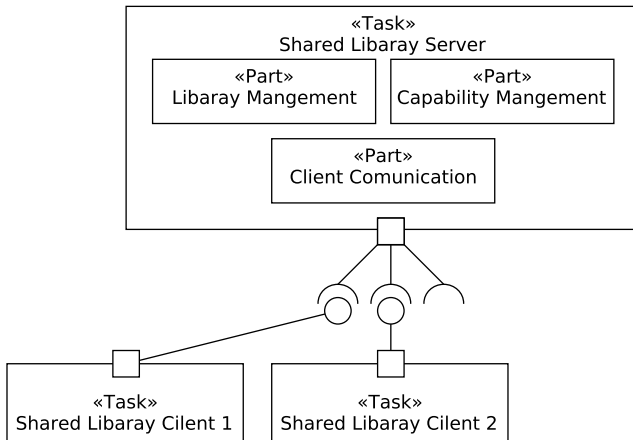 «Task»
Shared Libaray Server
«Part»
Libaray Mangement
«Part»
Capability Mangement
«Part»
Client Comunication
«Task»
Shared Libaray Cilent 1
«Task»
Shared Libaray Cilent 2